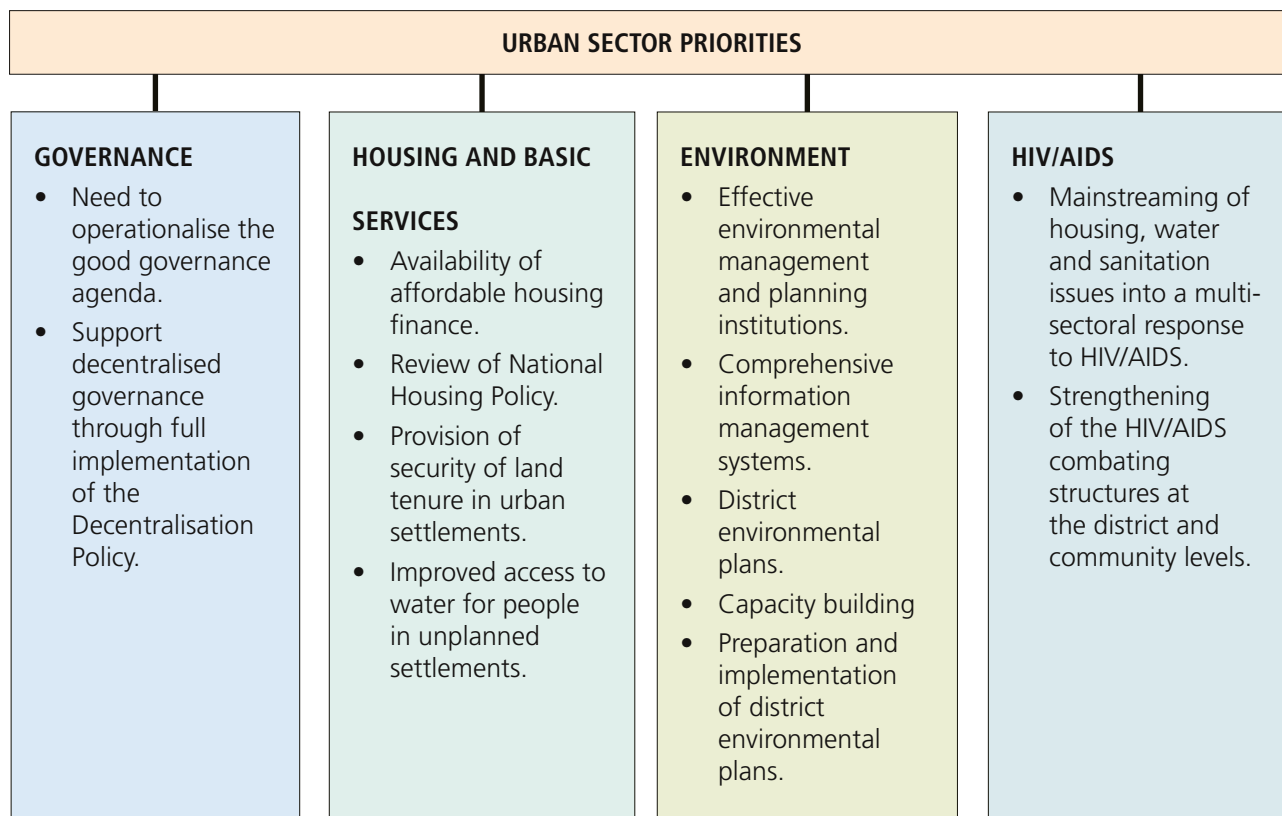 URBAN SECTOR PRIORITIES
GOVERNANCE
• Need to
operationalise the
good governance
agenda.
• Support
decentralised
governance
through full
implementation
of the
Decentralisation
Policy.
HOUSING AND BASIC
SERVICES
• Availability of
affordable housing
finance.
• Review of National
Housing Policy.
• Provision of
security of land
tenure in urban
settlements.
• Improved access to
water for people
in unplanned
settlements.
ENVIRONMENT
• Effective
environmental
management
and planning
institutions.
• Comprehensive
information
management
systems.
• District
environmental
plans.
• Capacity building
• Preparation and
implementation
of district
environmental
plans.
HIV/AIDS
• Mainstreaming of
housing, water
and sanitation
issues into a multi-
sectoral response
to HIV/AIDS.
• Strengthening
of the HIV/AIDS
combating
structures at
the district and
community levels.